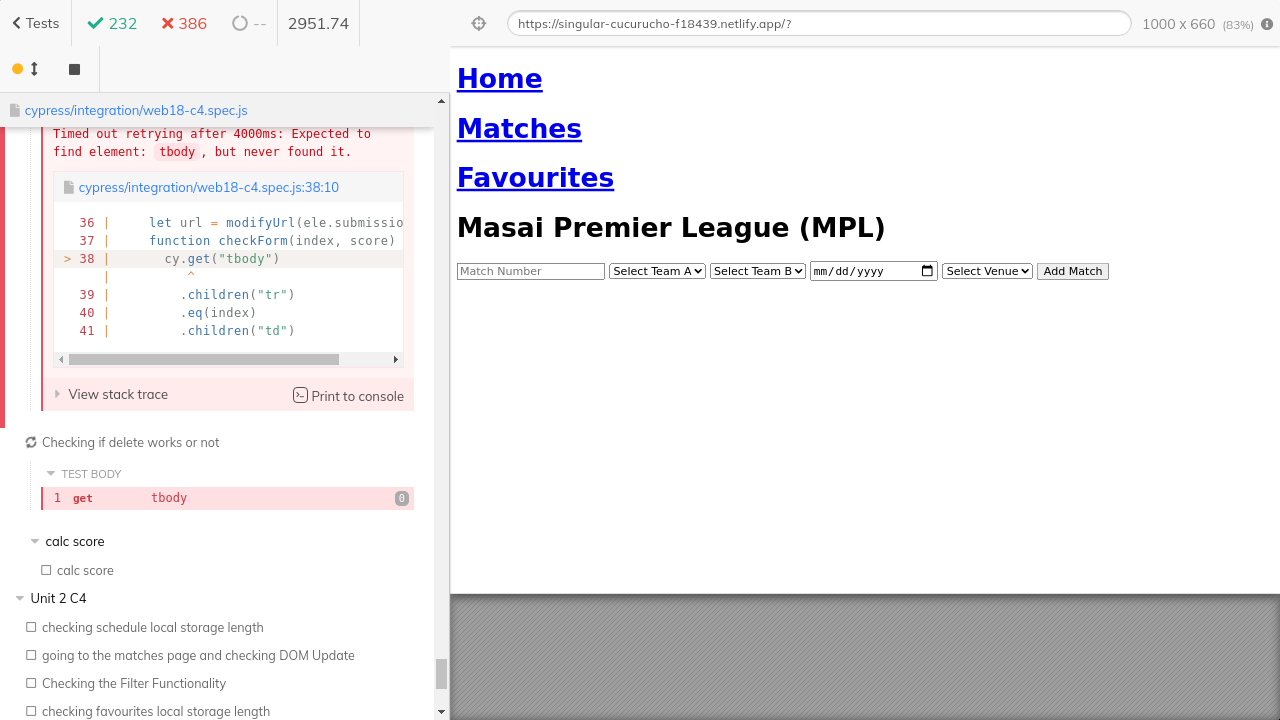 Tests
232
386
--
2951.74
cypress/integration/web18-c4.spec.js
Timed out retrying after 4000ms: Expected to
find element: tbody, but never found it.
cypress/integration/web18-c4.spec.js:38:10
36 | let url = modifyUrl(ele.submissio
37 | function checkForm(index, score)
> 38 | cy.get("tbody")
| ^
39 | .children("tr")
40 | .eq(index)
41 | .children("td")
View stack trace
Print to console
Checking if delete works or not
TEST BODY
1 get tbody 0
calc score
calc score
Unit 2 C4
checking schedule local storage length
going to the matches page and checking DOM Update
Checking the Filter Functionality
checking favourites local storage length
https://singular-cucurucho-f18439.netlify.app/?
1000 x 660 (83%)
Home
Matches
Favourites
Masai Premier League (MPL)
Match Number Select Team A Select Team B mm/dd/yyyy Select Venue Add Match